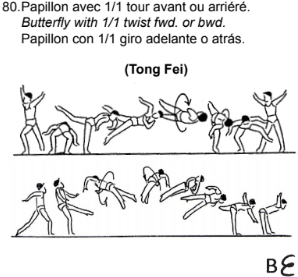 80.Papillon avec 1/1 tour avant ou arriéré.
Butterfly with 1/1 twist fwd. or bwd.
Papillon con 1/1 giro adelante o atrás.
(Tong Fei)
B